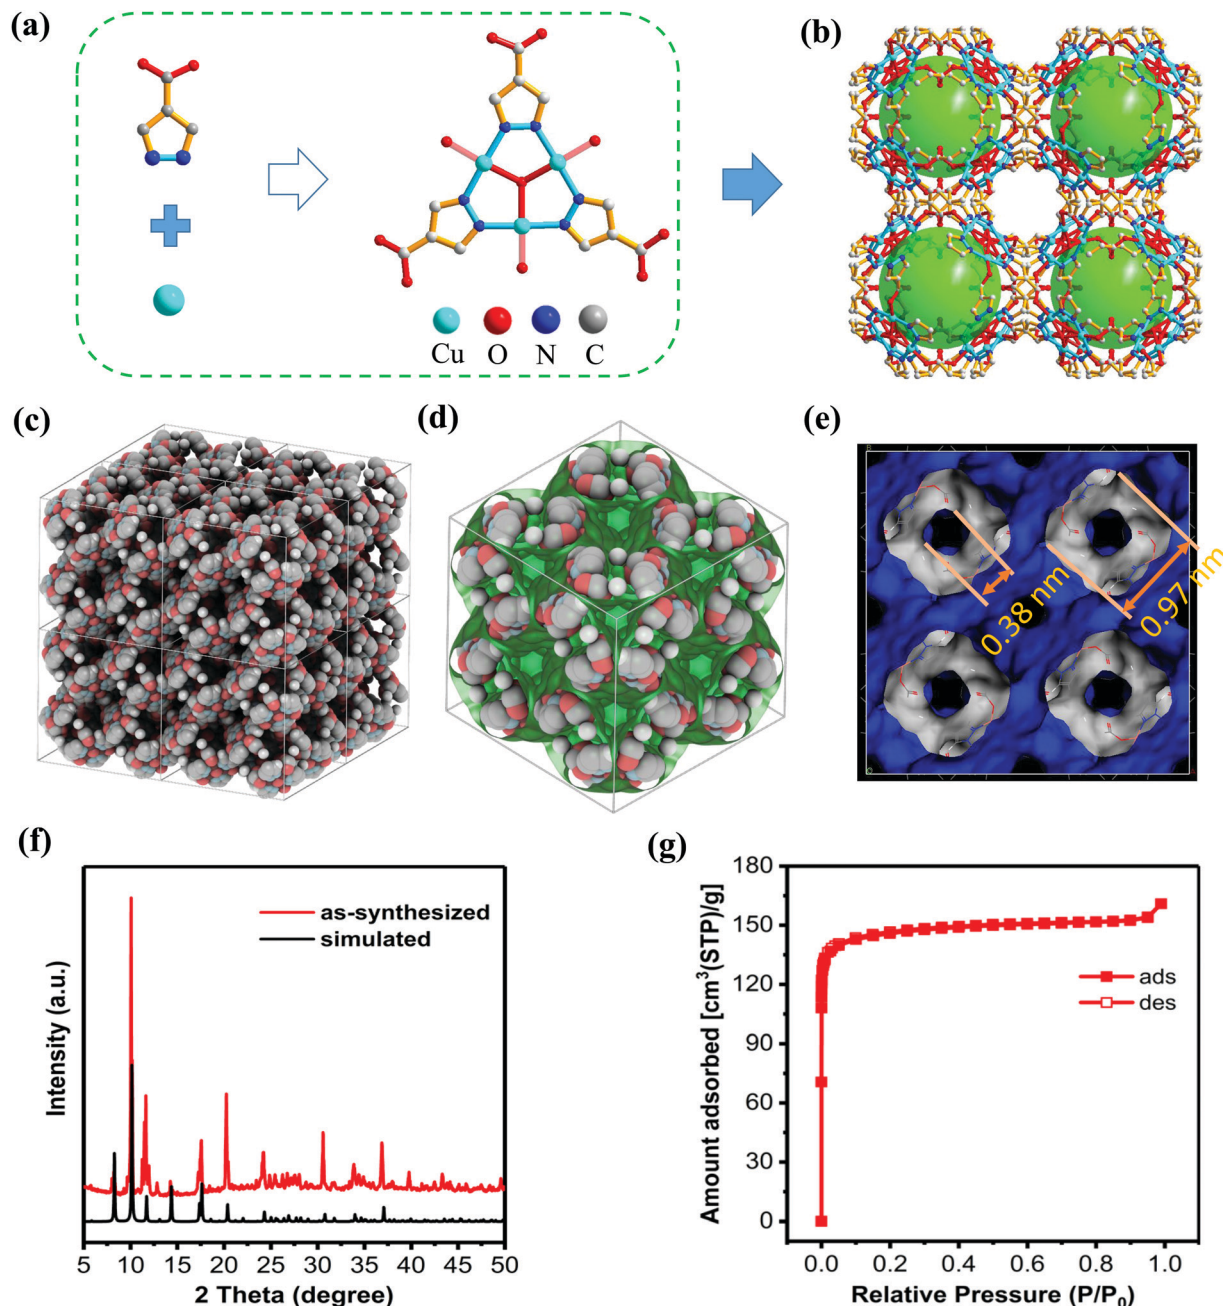 (a)
Cu O N C
(b)
(c)
(d)
(e)
0.38 nm
0.97 nm
(f)
Intensity (a.u.)
as-synthesized
simulated
5 10 15 20 25 30 35 40 45 50
2 Theta (degree)
(g)
Amount adsorbed [cm³(STP)/g]
180
150
120
90
60
30
0
ads
des
0.0 0.2 0.4 0.6 0.8 1.0
Relative Pressure (P/P₀)